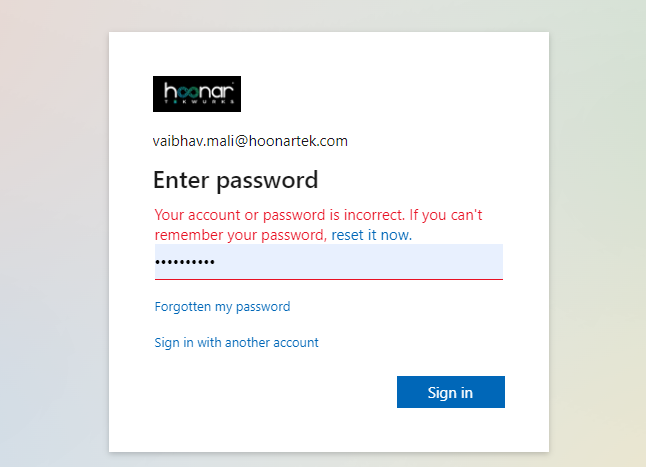 hoonar
TEKWURKS
vaibhav.mali@hoonartek.com
Enter password
Your account or password is incorrect. If you can't
remember your password, reset it now.
••••••••••
Forgotten my password
Sign in with another account
Sign in